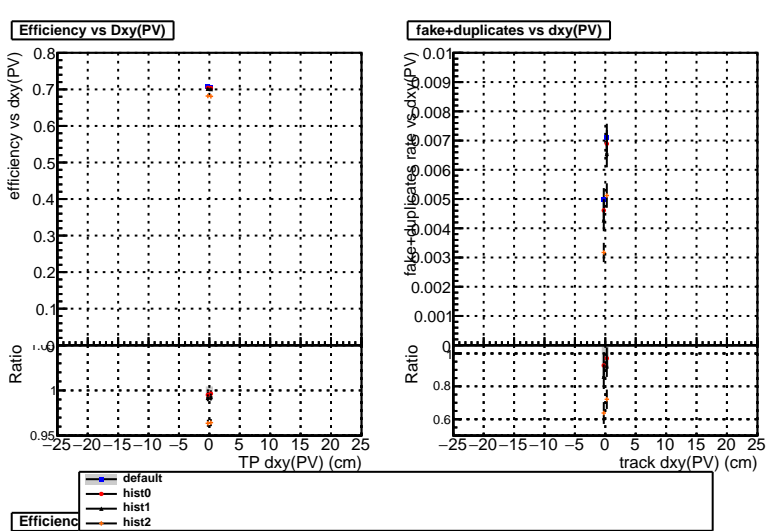 Efficiency vs Dxy(PV)
fake+duplicates vs dxy(PV)
efficiency vs dxy(PV)
0.8
0.7
0.6
0.5
0.4
0.3
0.2
0.1
0
fake+duplicates rate vs dxy(PV)
0.01
0.009
0.008
0.007
0.006
0.005
0.004
0.003
0.002
0.001
0
Ratio
1
0.95
Ratio
1
0.8
0.6
−25 −20 −15 −10 −5 0 5 10 15 20 25
TP dxy(PV) (cm)
−25 −20 −15 −10 −5 0 5 10 15 20 25
track dxy(PV) (cm)
default
hist0
hist1
hist2
Efficienc